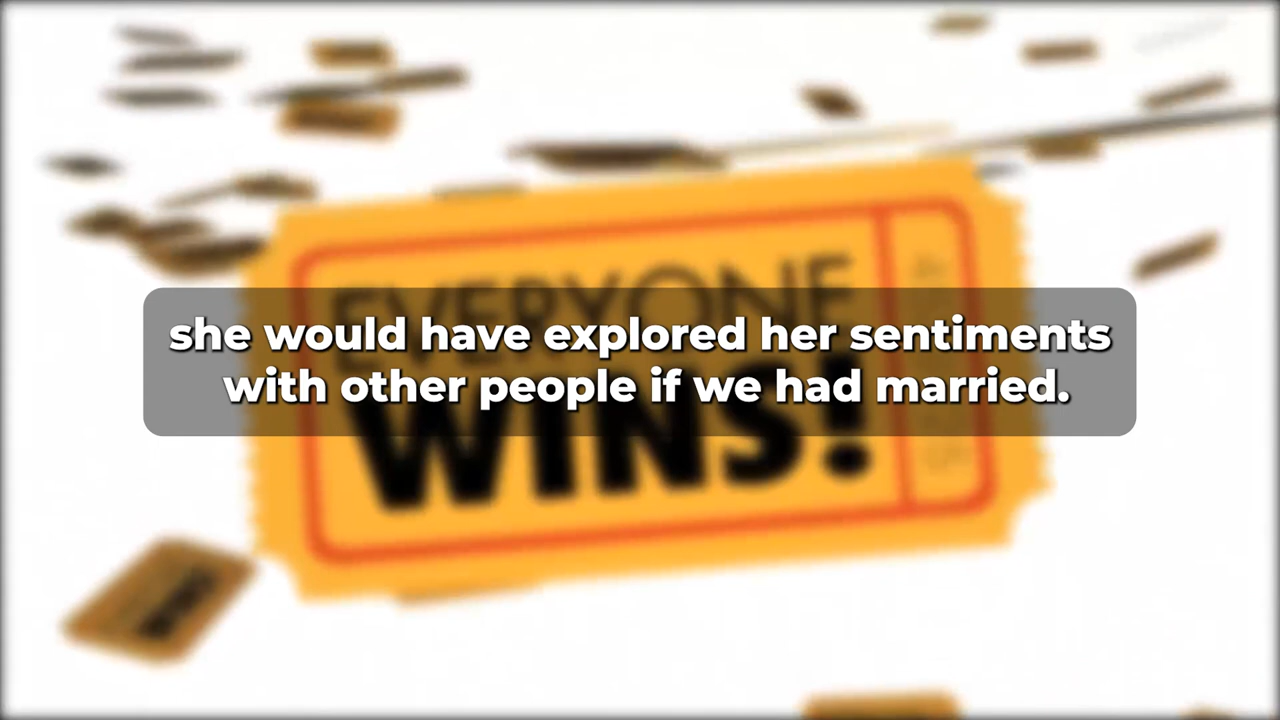 EVERYONE
she would have explored her sentiments
with other people if we had married.
WINS!